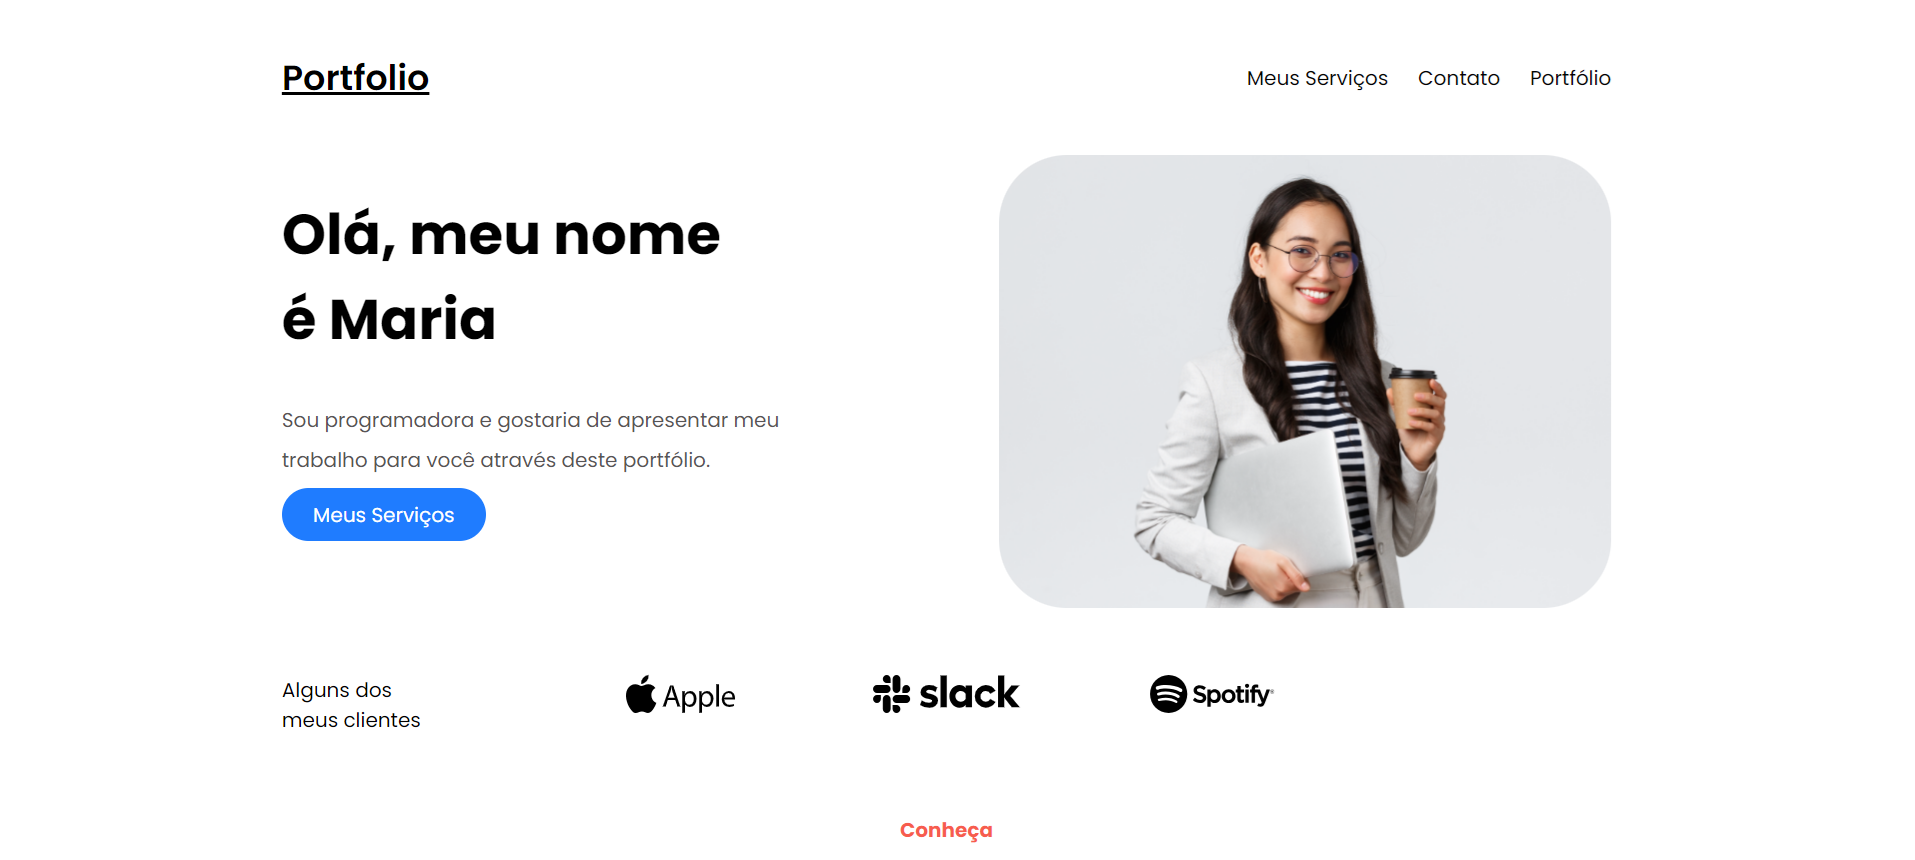 Portfolio
Meus Serviços Contato Portfólio
Olá, meu nome
é Maria
Sou programadora e gostaria de apresentar meu
trabalho para você através deste portfólio.
Meus Serviços
Alguns dos
meus clientes
Apple
slack
Spotify
Conheça